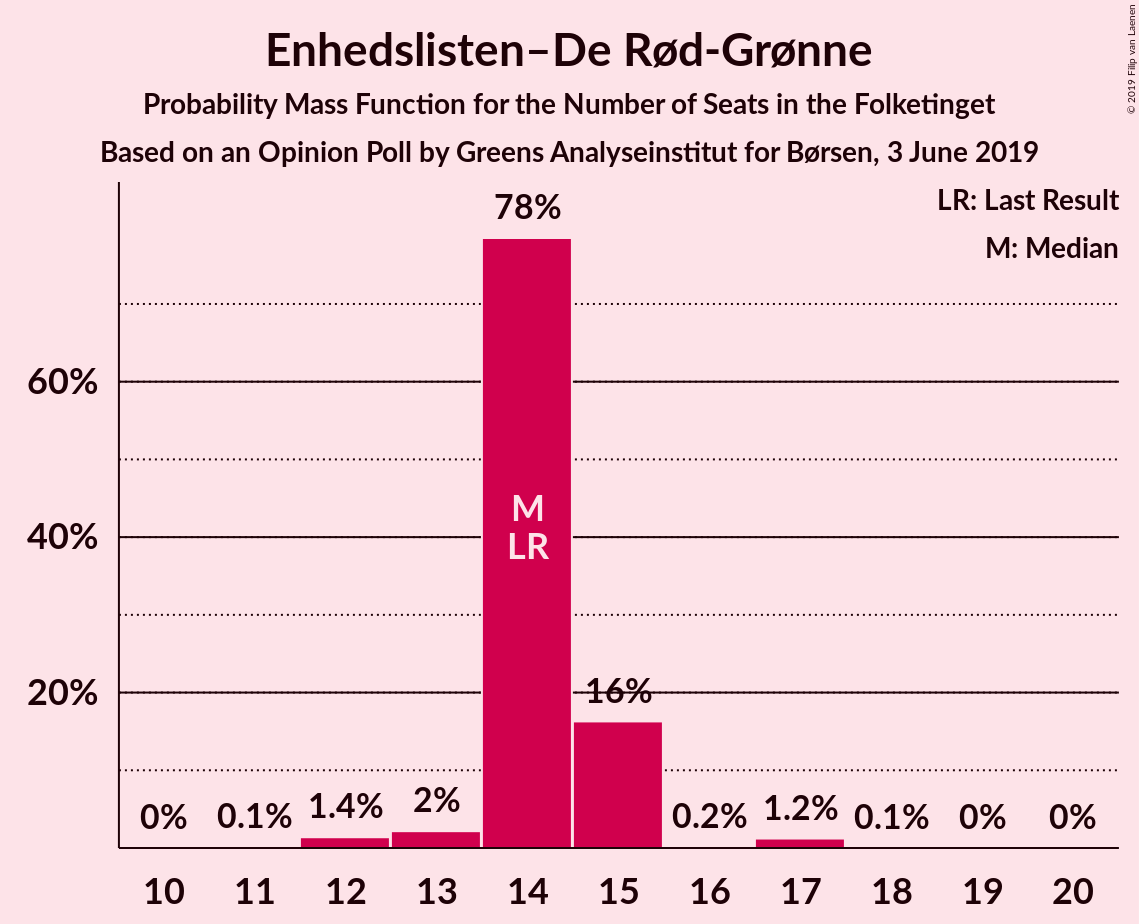 Enhedslisten–De Rød-Grønne
Probability Mass Function for the Number of Seats in the Folketinget
Based on an Opinion Poll by Greens Analyseinstitut for Børsen, 3 June 2019
© 2019 Filip van Laenen
LR: Last Result
M: Median
78%
60%
40%
20%
M
LR
16%
0%
0.1%
1.4%
2%
0.2%
1.2%
0.1%
0%
0%
10 11 12 13 14 15 16 17 18 19 20